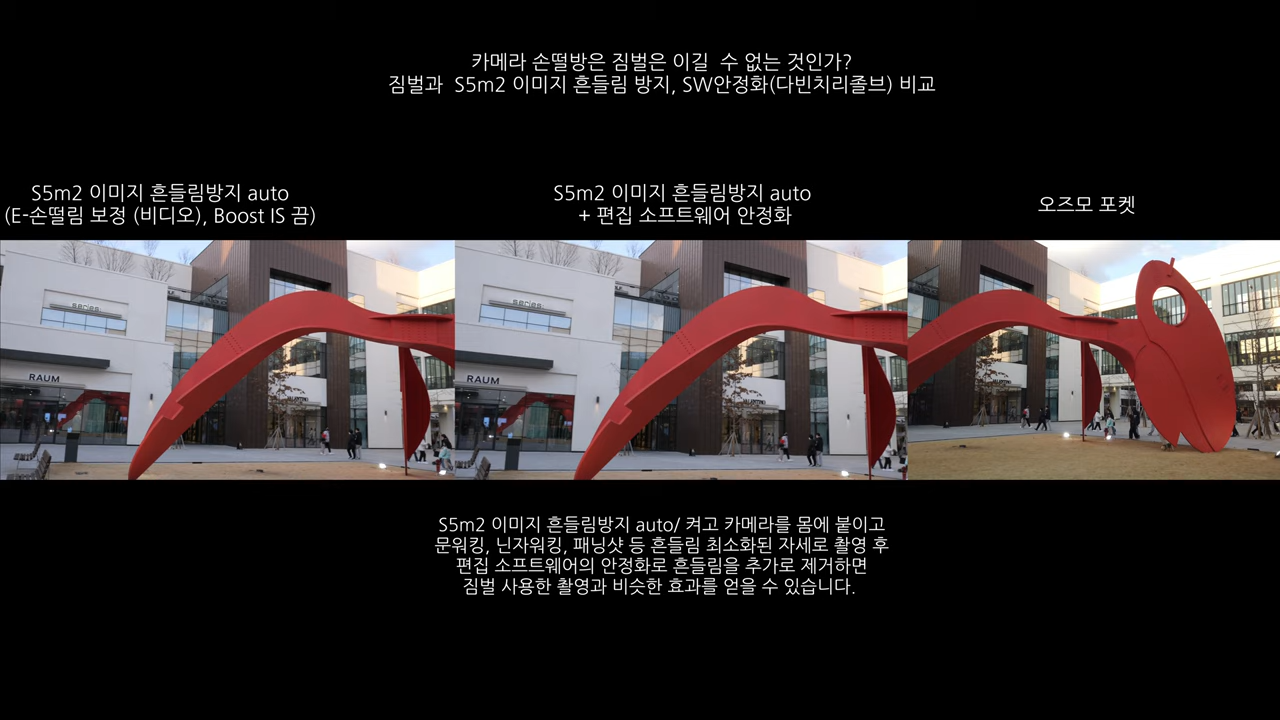 카메라 손떨방은 짐벌은 이길 수 없는 것인가?
짐벌과 S5m2 이미지 흔들림 방지, SW안정화(다빈치리졸브) 비교
S5m2 이미지 흔들림방지 auto
(E-손떨림 보정 (비디오), Boost IS 끔)
S5m2 이미지 흔들림방지 auto
+ 편집 소프트웨어 안정화
오즈모 포켓
series
RAUM
series
RAUM
S5m2 이미지 흔들림방지 auto/ 켜고 카메라를 몸에 붙이고
문워킹, 닌자워킹, 패닝샷 등 흔들림 최소화된 자세로 촬영 후
편집 소프트웨어의 안정화로 흔들림을 추가로 제거하면
짐벌 사용한 촬영과 비슷한 효과를 얻을 수 있습니다.